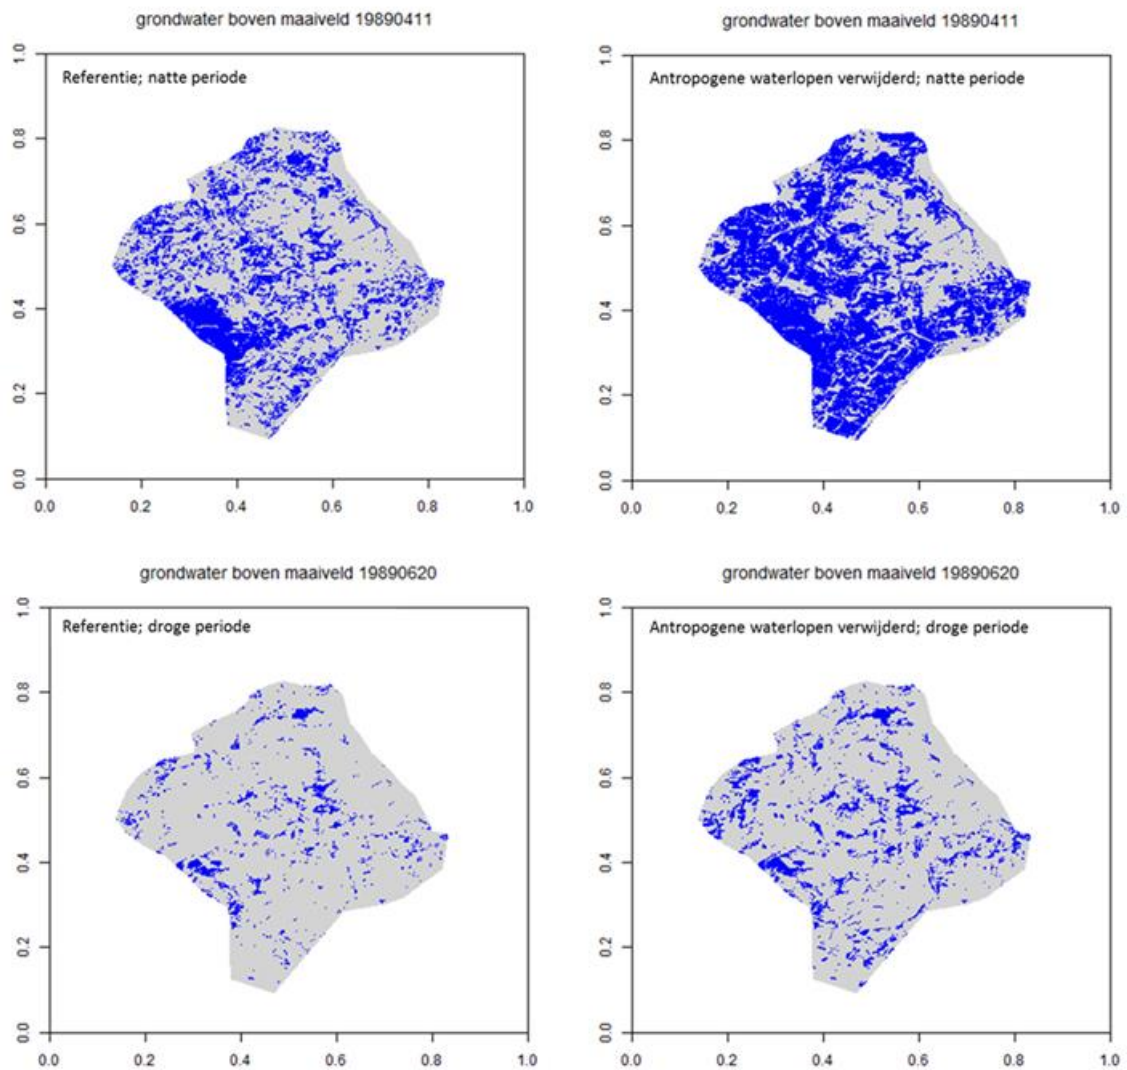 grondwater boven maaiveld 19890411
Referentie; natte periode
1.0
0.8
0.6
0.4
0.2
0.0
0.0 0.2 0.4 0.6 0.8 1.0
grondwater boven maaiveld 19890411
Antropogene waterlopen verwijderd; natte periode
1.0
0.8
0.6
0.4
0.2
0.0
0.0 0.2 0.4 0.6 0.8 1.0
grondwater boven maaiveld 19890620
Referentie; droge periode
1.0
0.8
0.6
0.4
0.2
0.0
0.0 0.2 0.4 0.6 0.8 1.0
grondwater boven maaiveld 19890620
Antropogene waterlopen verwijderd; droge periode
1.0
0.8
0.6
0.4
0.2
0.0
0.0 0.2 0.4 0.6 0.8 1.0